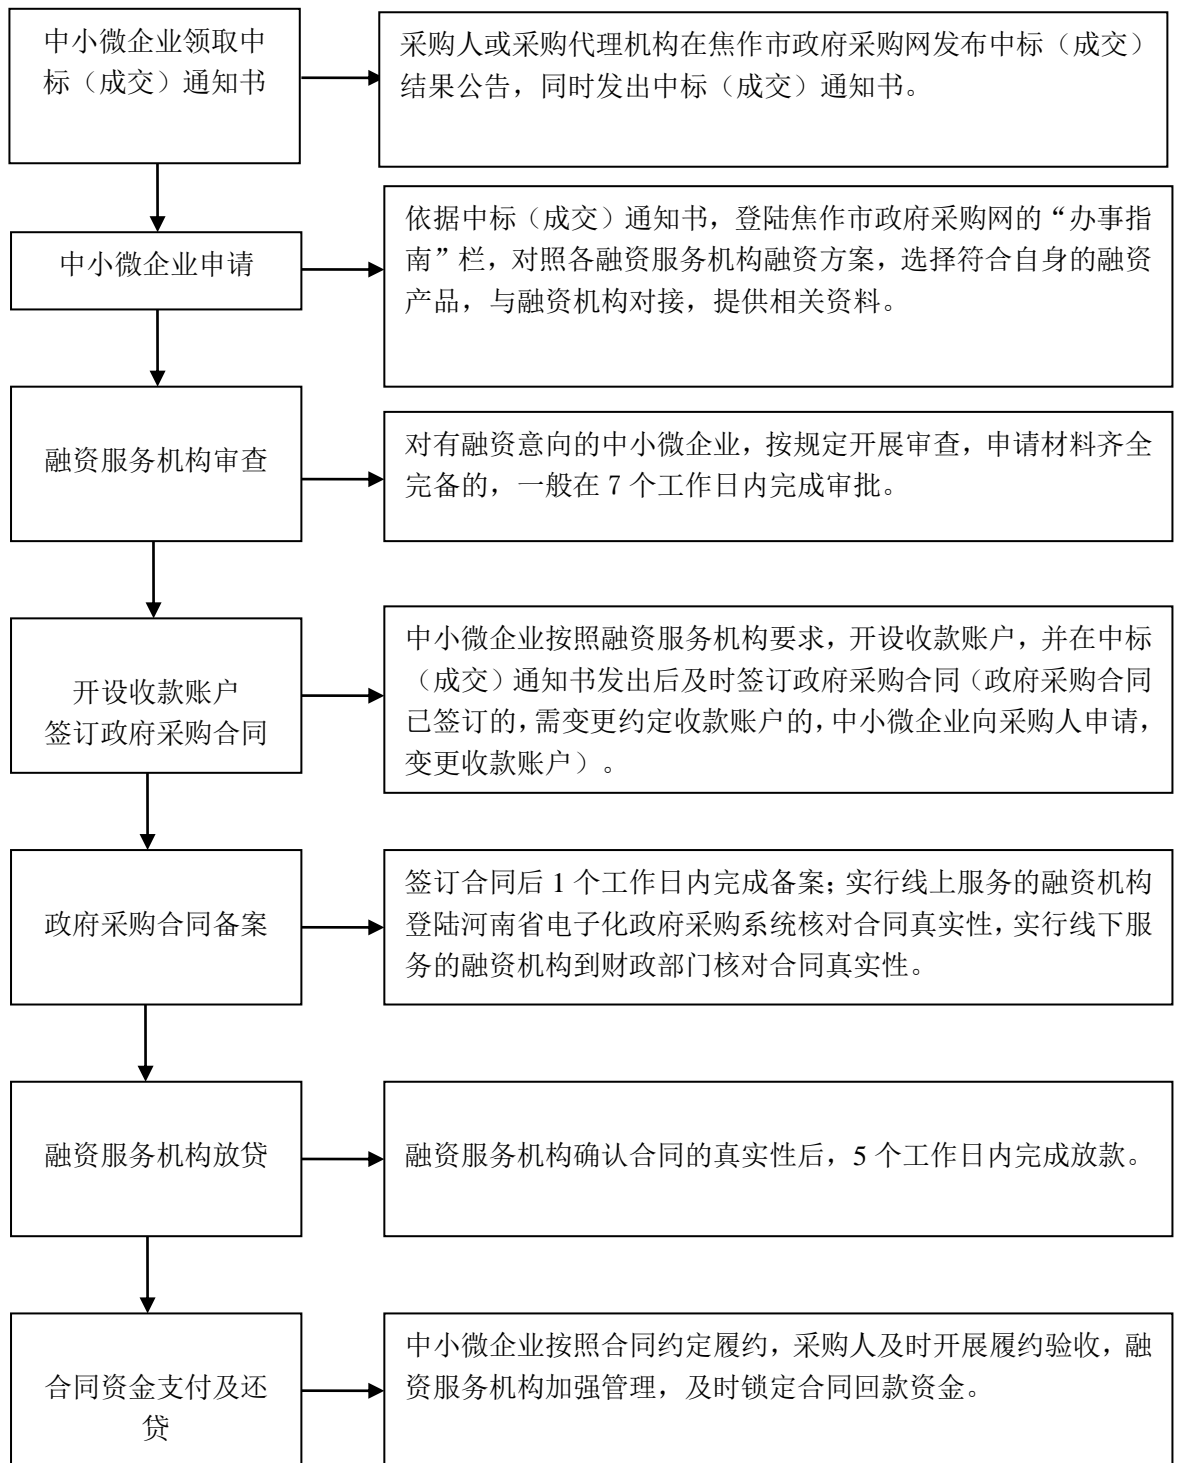 中小微企业领取中
标（成交）通知书
采购人或采购代理机构在焦作市政府采购网发布中标（成交）
结果公告，同时发出中标（成交）通知书。
中小微企业申请
依据中标（成交）通知书，登陆焦作市政府采购网的“办事指
南”栏，对照各融资服务机构融资方案，选择符合自身的融资
产品，与融资机构对接，提供相关资料。
融资服务机构审查
对有融资意向的中小微企业，按规定开展审查，申请材料齐全
完备的，一般在 7 个工作日内完成审批。
开设收款账户
签订政府采购合同
中小微企业按照融资服务机构要求，开设收款账户，并在中标
（成交）通知书发出后及时签订政府采购合同（政府采购合同
已签订的，需变更约定收款账户的，中小微企业向采购人申请，
变更收款账户）。
政府采购合同备案
签订合同后 1 个工作日内完成备案；实行线上服务的融资机构
登陆河南省电子化政府采购系统核对合同真实性，实行线下服
务的融资机构到财政部门核对合同真实性。
融资服务机构放贷
融资服务机构确认合同的真实性后，5 个工作日内完成放款。
合同资金支付及还
贷
中小微企业按照合同约定履约，采购人及时开展履约验收，融
资服务机构加强管理，及时锁定合同回款资金。